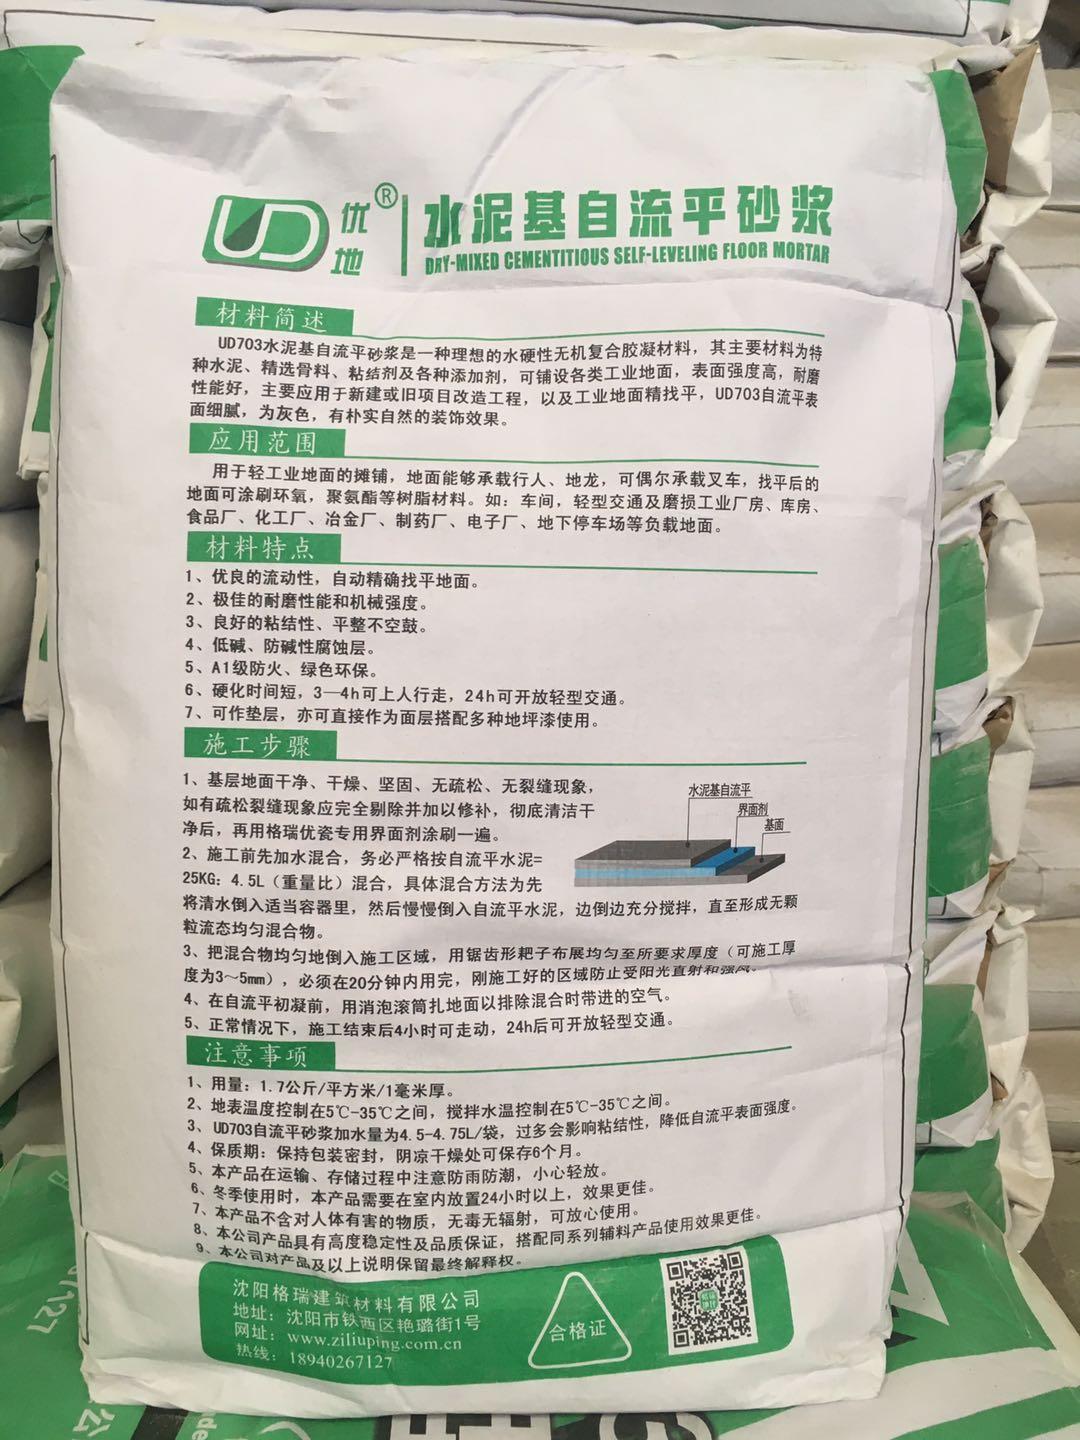 UD 优地® 水泥基自流平砂浆
DRY-MIXED CEMENTITIOUS SELF-LEVELING FLOOR MORTAR
材料简述
UD703水泥基自流平砂浆是一种理想的水硬性无机复合胶凝材料，其主要材料为特
种水泥、精选骨料、粘结剂及各种添加剂，可铺设各类工业地面，表面强度高，耐磨
性能好，主要应用于新建或旧项目改造工程，以及工业地面精找平，UD703自流平表
面细腻，为灰色，有朴实自然的装饰效果。
应用范围
用于轻工业地面的摊铺，地面能够承载行人、地龙，可偶尔承载叉车，找平后的
地面可涂刷环氧，聚氨酯等树脂材料。如：车间，轻型交通及磨损工业厂房、库房、
食品厂、化工厂、冶金厂、制药厂、电子厂、地下停车场等负载地面。
材料特点
1、优良的流动性，自动精确找平地面。
2、极佳的耐磨性能和机械强度。
3、良好的粘结性、平整不空鼓。
4、低碱、防碱性腐蚀层。
5、A1级防火、绿色环保。
6、硬化时间短，3—4h可上人行走，24h可开放轻型交通。
7、可作垫层，亦可直接作为面层搭配多种地坪漆使用。
施工步骤
1、基层地面干净、干燥、坚固、无疏松、无裂缝现象，
如有疏松裂缝现象应完全剔除并加以修补，彻底清洁干
净后，再用格瑞优瓷专用界面剂涂刷一遍。
2、施工前先加水混合，务必严格按自流平水泥=
25KG：4.5L（重量比）混合，具体混合方法为先
将清水倒入适当容器里，然后慢慢倒入自流平水泥，边倒边充分搅拌，直至形成无颗
粒流态均匀混合物。
3、把混合物均匀地倒入施工区域，用锯齿形耙子布展均匀至所要求厚度（可施工厚
度为3～5mm），必须在20分钟内用完，刚施工好的区域防止受阳光直射和强风。
4、在自流平初凝前，用消泡滚筒扎地面以排除混合时带进的空气。
5、正常情况下，施工结束后4小时可走动，24h后可开放轻型交通。
水泥基自流平
界面剂
基面
注意事项
1、用量：1.7公斤/平方米/1毫米厚。
2、地表温度控制在5℃-35℃之间，搅拌水温控制在5℃-35℃之间。
3、UD703自流平砂浆加水量为4.5-4.75L/袋，过多会影响粘结性，降低自流平表面强度。
4、保质期：保持包装密封，阴凉干燥处可保存6个月。
5、本产品在运输、存储过程中注意防雨防潮，小心轻放。
6、冬季使用时，本产品需要在室内放置24小时以上，效果更佳。
7、本产品不含对人体有害的物质，无毒无辐射，可放心使用。
8、本公司产品具有高度稳定性及品质保证，搭配同系列辅料产品使用效果更佳。
9、本公司对产品及以上说明保留最终解释权。
沈阳格瑞建筑材料有限公司
地址：沈阳市铁西区艳璐街1号
网址：www.ziliuping.com.cn
热线：18940267127
合格证